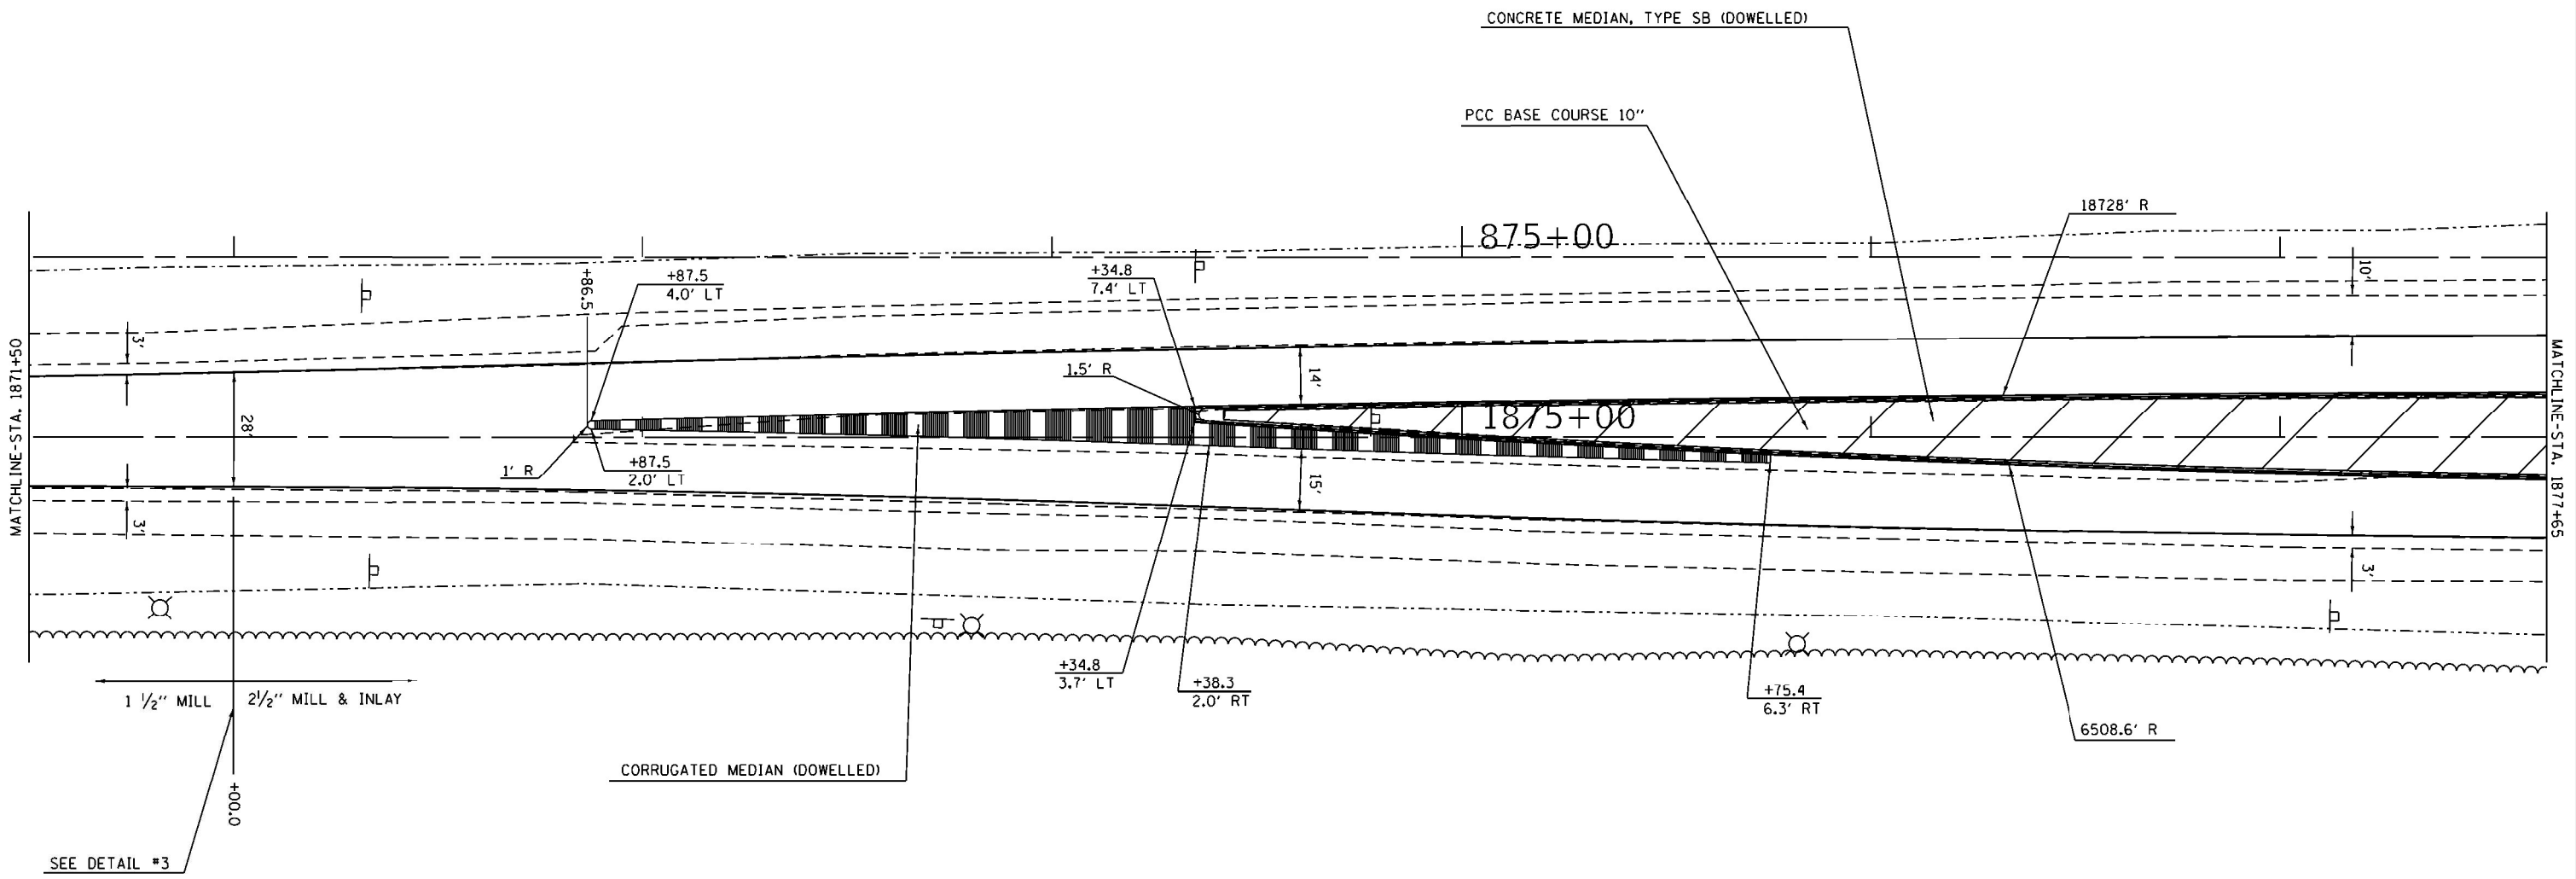 CONCRETE MEDIAN, TYPE SB (DOWELLED)
PCC BASE COURSE 10"
18728' R
875+00
10'
+86.5
+87.5
4.0' LT
+34.8
7.4' LT
3'
MATCHLINE-STA. 1871+50
MATCHLINE-STA. 1877+65
1.5' R
14'
28'
1875+00
1' R
+87.5
2.0' LT
15'
3'
3'
+34.8
3.7' LT
+38.3
2.0' RT
+75.4
6.3' RT
1 1/2" MILL
2 1/2" MILL & INLAY
6508.6' R
CORRUGATED MEDIAN (DOWELLED)
+00.0
SEE DETAIL #3